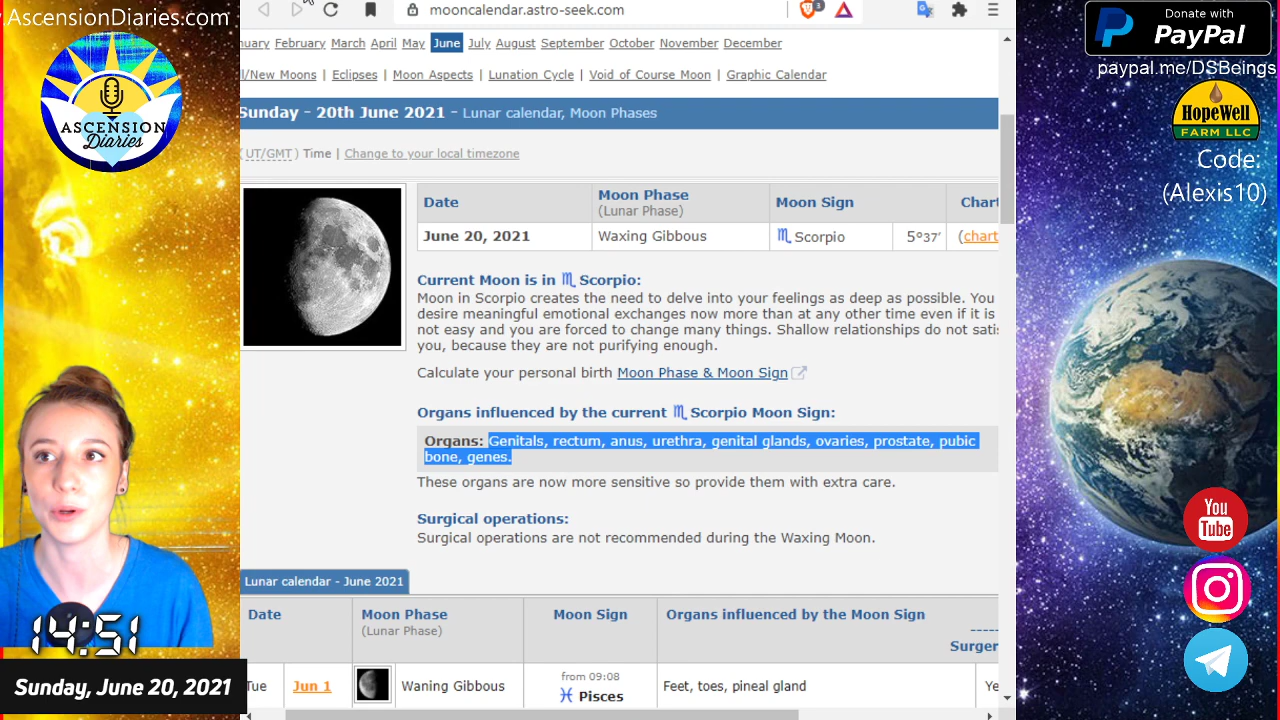 AscensionDiaries.com
ASCENSION
Diaries
mooncalendar.astro-seek.com
3
nuary February March April May June July August September October November December
l/New Moons | Eclipses | Moon Aspects | Lunation Cycle | Void of Course Moon | Graphic Calendar
Sunday - 20th June 2021 - Lunar calendar, Moon Phases
(UT/GMT) Time | Change to your local timezone
Date Moon Phase Moon Sign Chart
(Lunar Phase)
June 20, 2021 Waxing Gibbous ♏ Scorpio 5º37′ (chart
Current Moon is in ♏ Scorpio:
Moon in Scorpio creates the need to delve into your feelings as deep as possible. You
desire meaningful emotional exchanges now more than at any other time even if it is
not easy and you are forced to change many things. Shallow relationships do not satis
you, because they are not purifying enough.
Calculate your personal birth Moon Phase & Moon Sign
Organs influenced by the current ♏ Scorpio Moon Sign:
Organs: Genitals, rectum, anus, urethra, genital glands, ovaries, prostate, pubic
bone, genes.
These organs are now more sensitive so provide them with extra care.
Surgical operations:
Surgical operations are not recommended during the Waxing Moon.
Lunar calendar - June 2021
Date Moon Phase Moon Sign Organs influenced by the Moon Sign
(Lunar Phase)
-----
Surger
Tue Jun 1 Waning Gibbous from 09:08 Feet, toes, pineal gland Ye
♓ Pisces
14:51
Sunday, June 20, 2021
Donate with
PayPal
paypal.me/DSBeings
HopeWell
FARM LLC
Code:
(Alexis10)
You
Tube